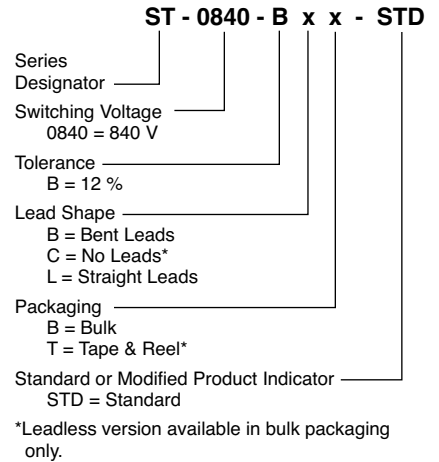 ST - 0840 - B x x - STD
Series
Designator
Switching Voltage
0840 = 840 V
Tolerance
B = 12 %
Lead Shape
B = Bent Leads
C = No Leads*
L = Straight Leads
Packaging
B = Bulk
T = Tape & Reel*
Standard or Modified Product Indicator
STD = Standard
*Leadless version available in bulk packaging
only.